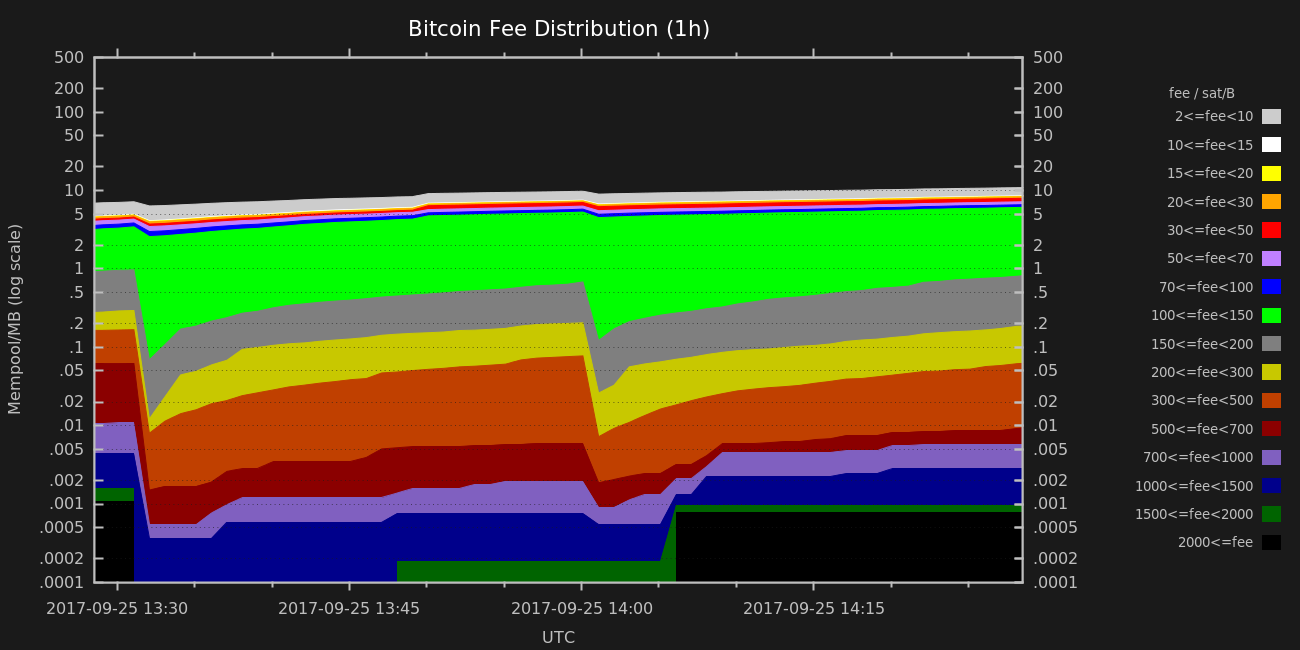 Bitcoin Fee Distribution (1h)
Mempool/MB (log scale)
500
200
100
50
20
10
5
2
1
.5
.2
.1
.05
.02
.01
.005
.002
.001
.0005
.0002
.0001
500
200
100
50
20
10
5
2
1
.5
.2
.1
.05
.02
.01
.005
.002
.001
.0005
.0002
.0001
2017-09-25 13:30
2017-09-25 13:45
2017-09-25 14:00
2017-09-25 14:15
UTC
fee / sat/B
2<=fee<10
10<=fee<15
15<=fee<20
20<=fee<30
30<=fee<50
50<=fee<70
70<=fee<100
100<=fee<150
150<=fee<200
200<=fee<300
300<=fee<500
500<=fee<700
700<=fee<1000
1000<=fee<1500
1500<=fee<2000
2000<=fee